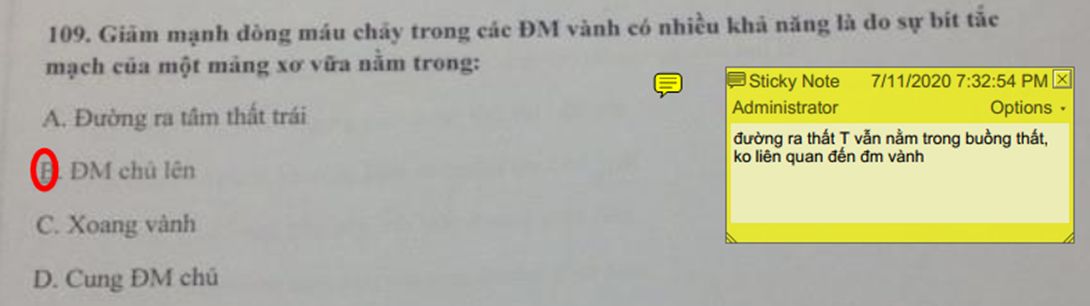 109. Giảm mạnh dòng máu chảy trong các ĐM vành có nhiều khả năng là do sự bít tắc
mạch của một mảng xơ vữa nằm trong:
A. Đường ra tâm thất trái
B. ĐM chủ lên
C. Xoang vành
D. Cung ĐM chủ
Sticky Note 7/11/2020 7:32:54 PM
Administrator Options
đường ra thất T vẫn nằm trong buồng thất,
ko liên quan đến đm vành